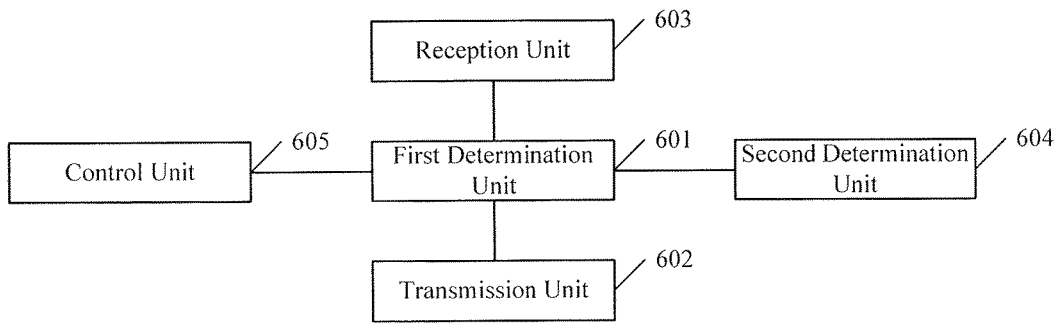 603
Reception Unit
605
601
604
Control Unit
First Determination
Unit
Second Determination
Unit
602
Transmission Unit